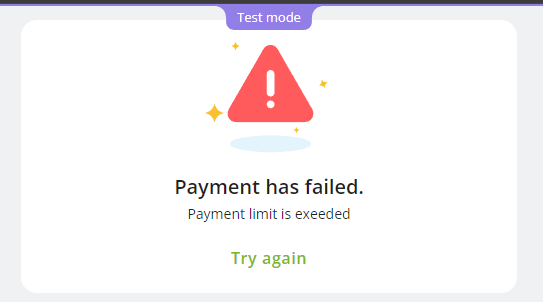 Test mode
Payment has failed.
Payment limit is exeeded
Try again